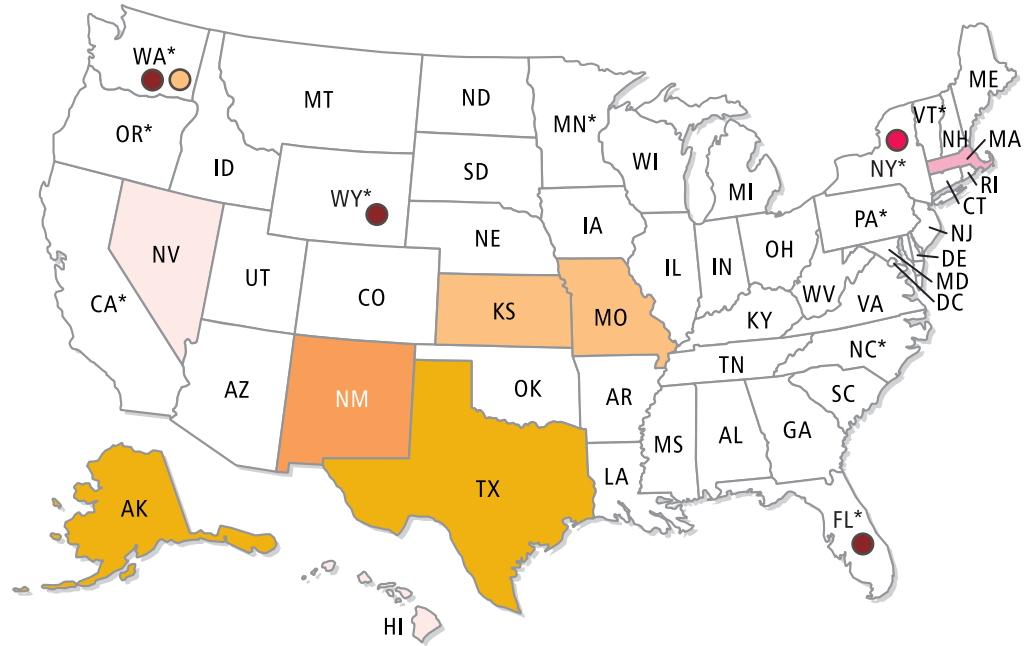 WA*
ME
MT
ND
VT*
OR*
MN*
NH
MA
ID
WI
NY*
SD
WY*
MI
RI
CT
PA*
IA
NJ
NE
NV
OH
DE
UT
IL
IN
MD
CA*
CO
WV
DC
KS
MO
VA
KY
NC*
TN
AZ
NM
OK
AR
SC
MS
AL
GA
TX
LA
AK
FL*
HI